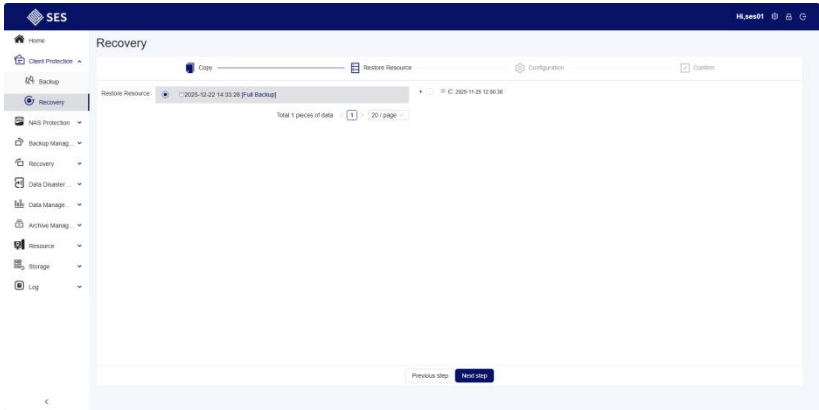 SES
Hi,ses01
Home
Recovery
Client Protection
Copy
Restore Resource
Configuration
Confirm
Backup
Restore Resource:
2025-12-22 14:33:28 [Full Backup]
C: 2025-11-25 12:00:36
Recovery
Total 1 pieces of data
1
20 / page
NAS Protection
Backup Manag...
Recovery
Data Disaster ...
Data Manage...
Archive Manag...
Resource
Storage
Log
Previous step
Next step